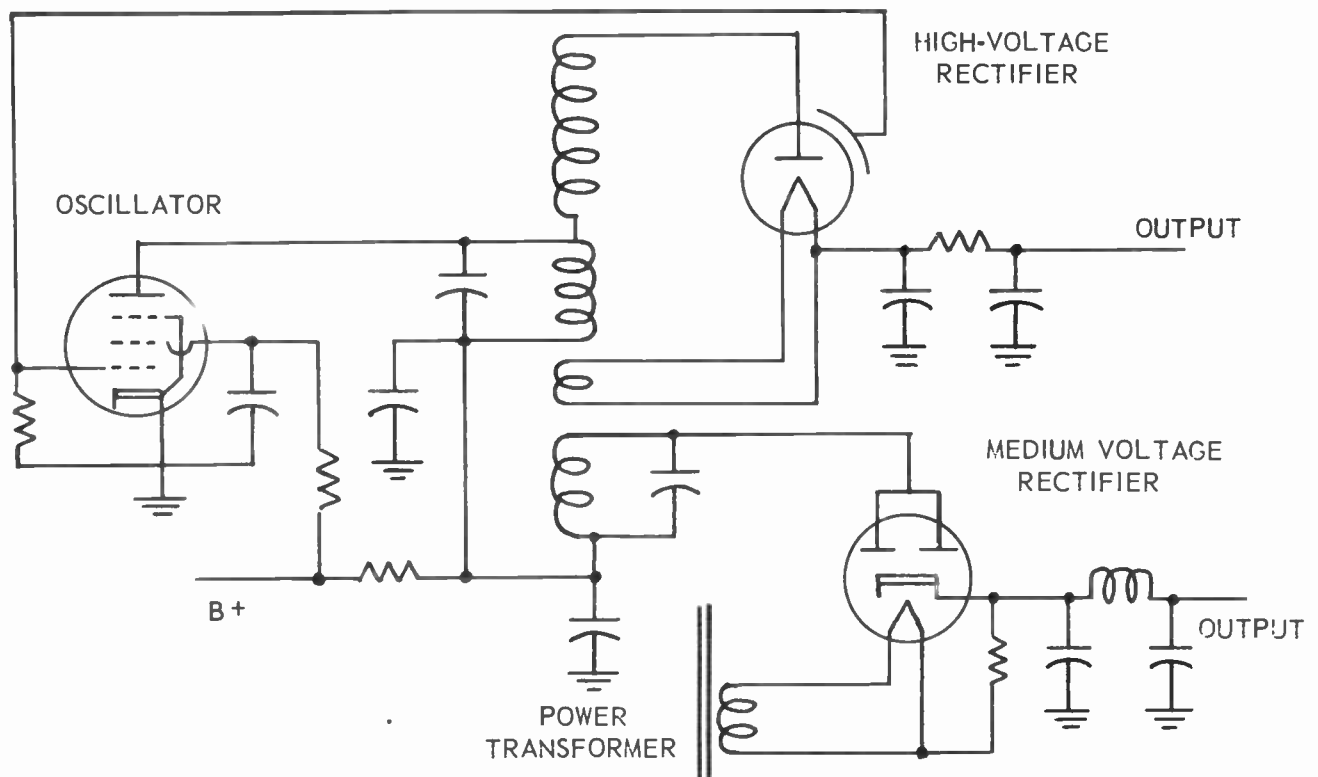 HIGH-VOLTAGE
RECTIFIER
OSCILLATOR
OUTPUT
MEDIUM VOLTAGE
RECTIFIER
B+
OUTPUT
POWER
TRANSFORMER